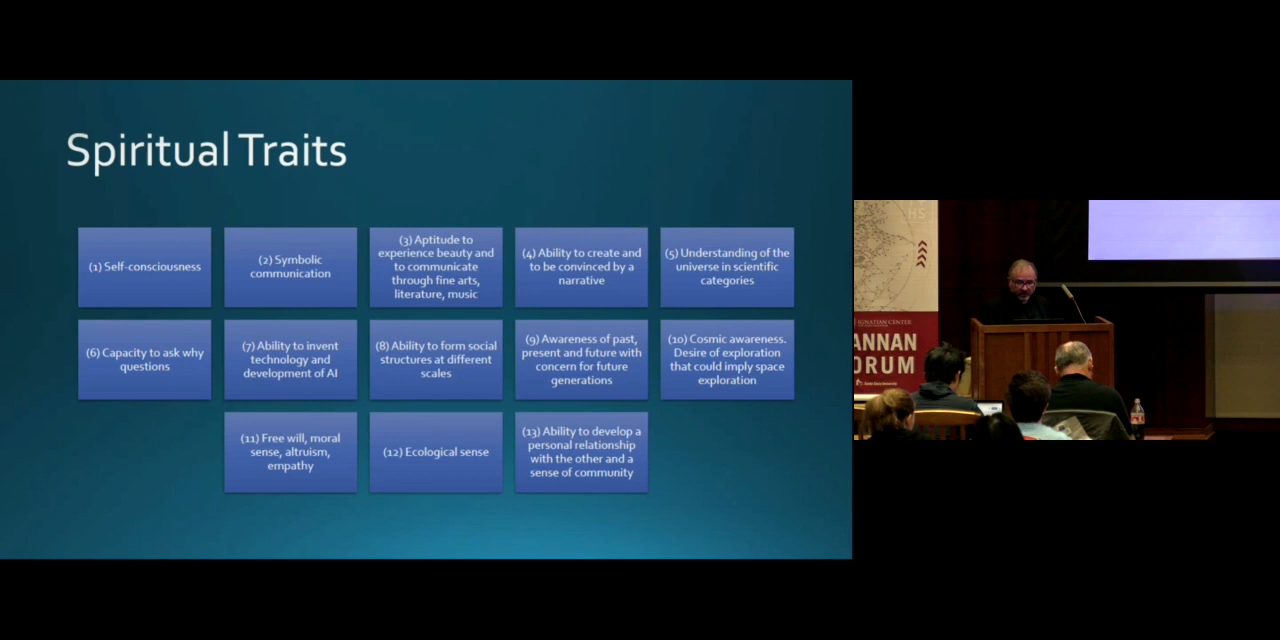 Spiritual Traits
(1) Self-consciousness
(2) Symbolic
communication
(3) Aptitude to
experience beauty and
to communicate
through fine arts,
literature, music
(4) Ability to create and
to be convinced by a
narrative
(5) Understanding of the
universe in scientific
categories
(6) Capacity to ask why
questions
(7) Ability to invent
technology and
development of AI
(8) Ability to form social
structures at different
scales
(9) Awareness of past,
present and future with
concern for future
generations
(10) Cosmic awareness.
Desire of exploration
that could imply space
exploration
(11) Free will, moral
sense, altruism,
empathy
(12) Ecological sense
(13) Ability to develop a
personal relationship
with the other and a
sense of community
HS
IGNATIAN CENTER
ANNAN
ORUM